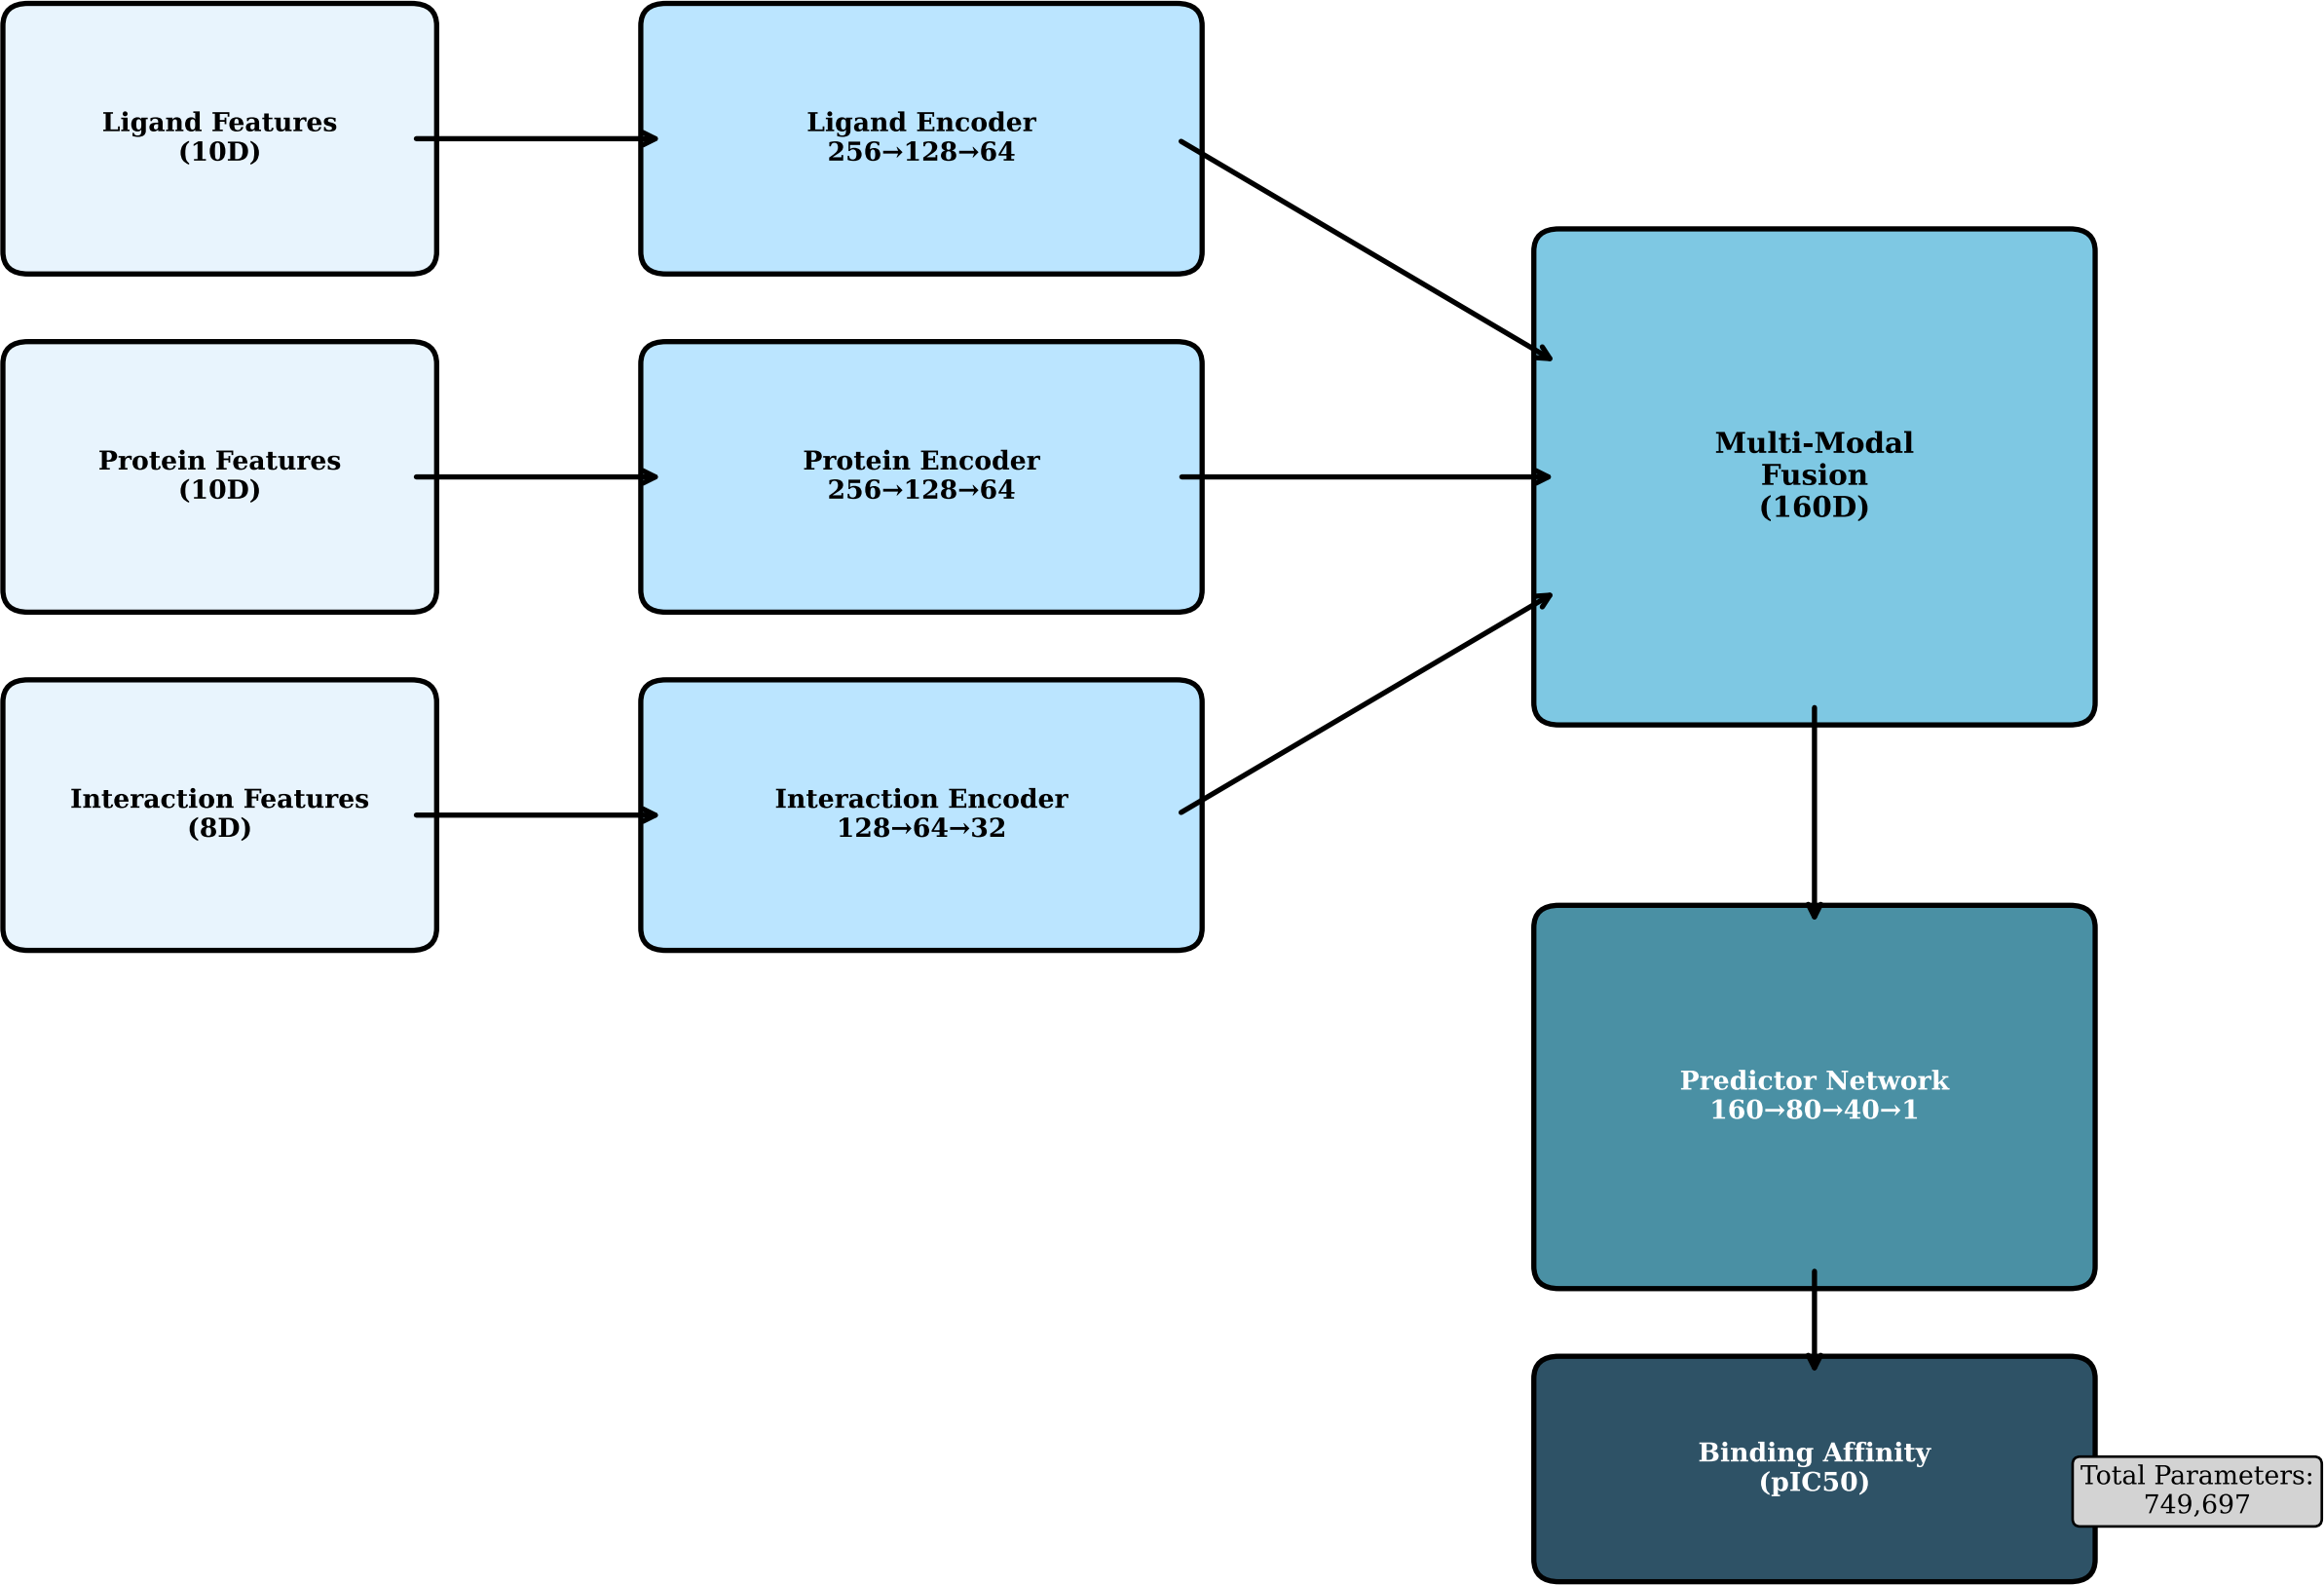 Ligand Features
(10D)
Ligand Encoder
256→128→64
Protein Features
(10D)
Protein Encoder
256→128→64
Interaction Features
(8D)
Interaction Encoder
128→64→32
Multi-Modal
Fusion
(160D)
Predictor Network
160→80→40→1
Binding Affinity
(pIC50)
Total Parameters:
749,697